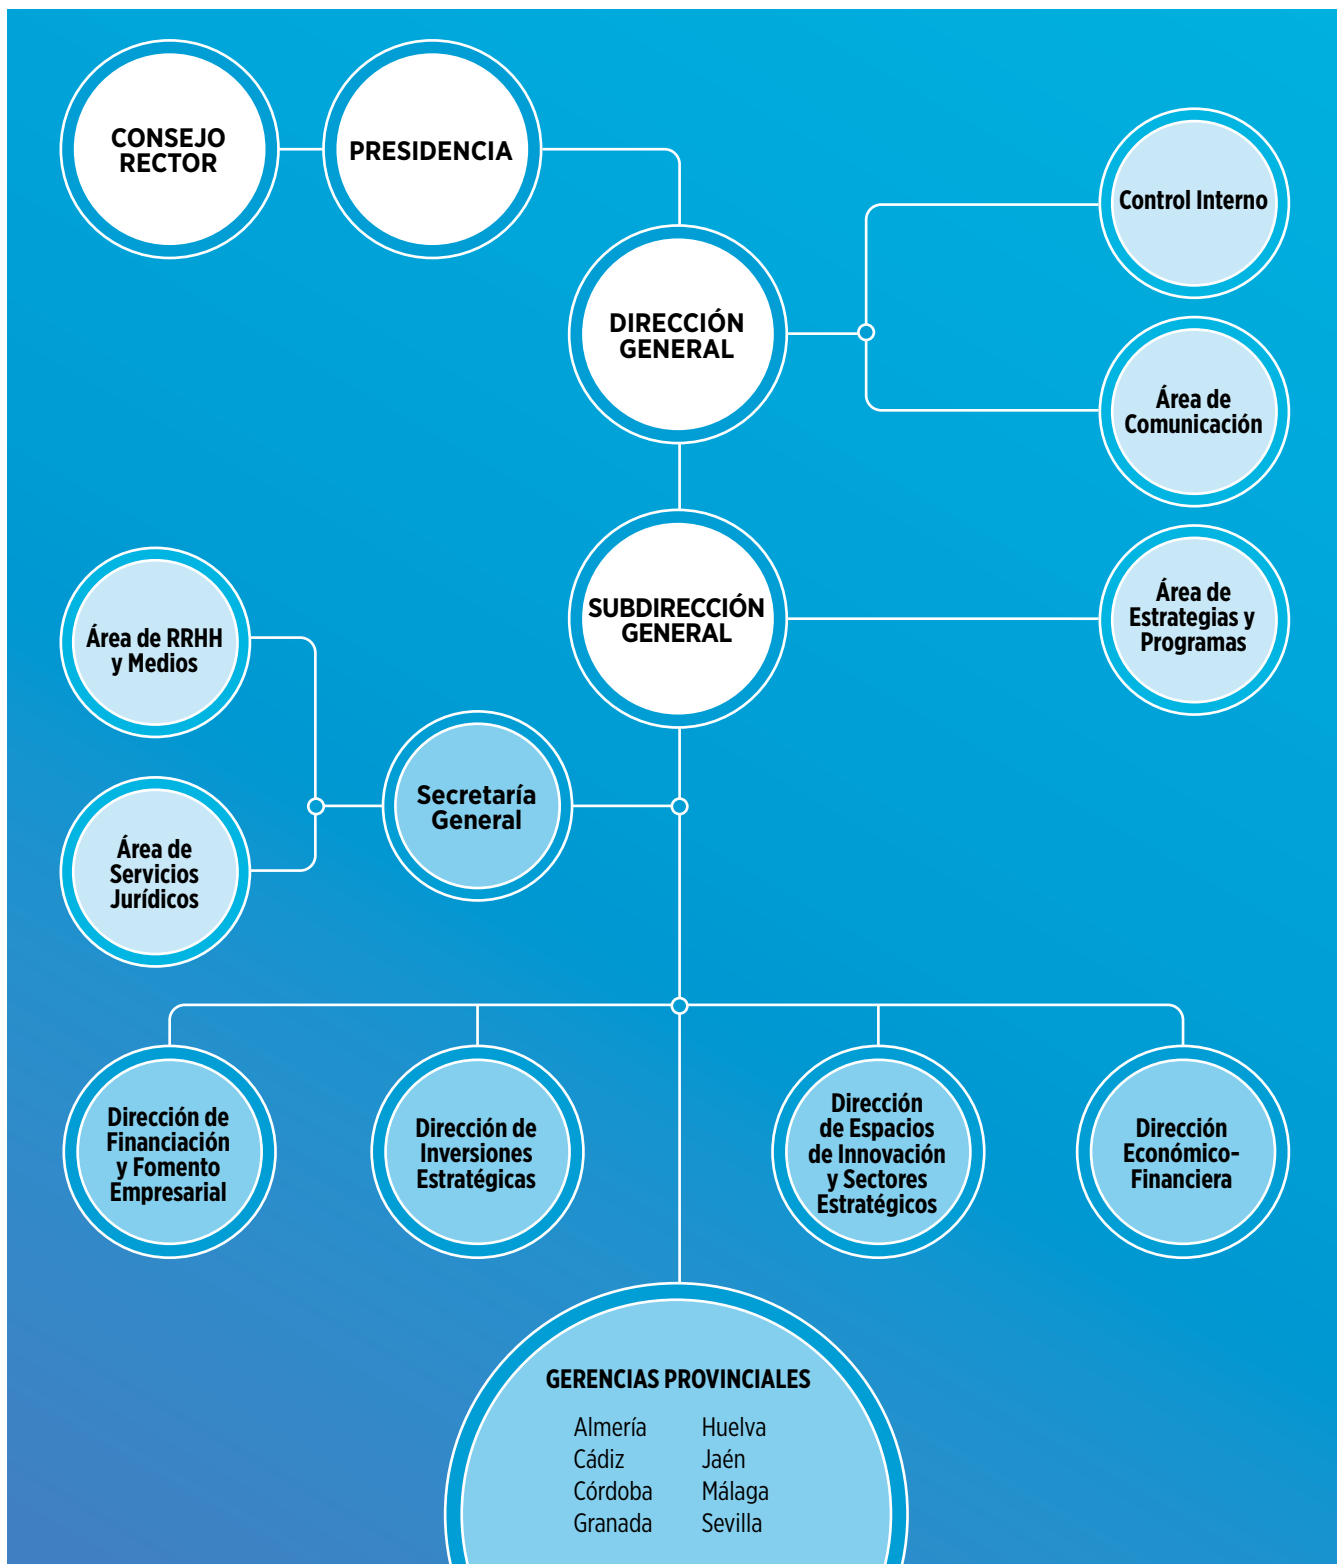 CONSEJO
RECTOR
PRESIDENCIA
Control Interno
DIRECCIÓN
GENERAL
Área de
Comunicación
SUBDIRECCIÓN
GENERAL
Área de
Estrategias y
Programas
Área de RRHH
y Medios
Secretaría
General
Área de
Servicios
Jurídicos
Dirección de
Financiación
y Fomento
Empresarial
Dirección de
Inversiones
Estratégicas
Dirección
de Espacios
de Innovación
y Sectores
Estratégicos
Dirección
Económico-
Financiera
GERENCIAS PROVINCIALES
Almería
Cádiz
Córdoba
Granada
Huelva
Jaén
Málaga
Sevilla